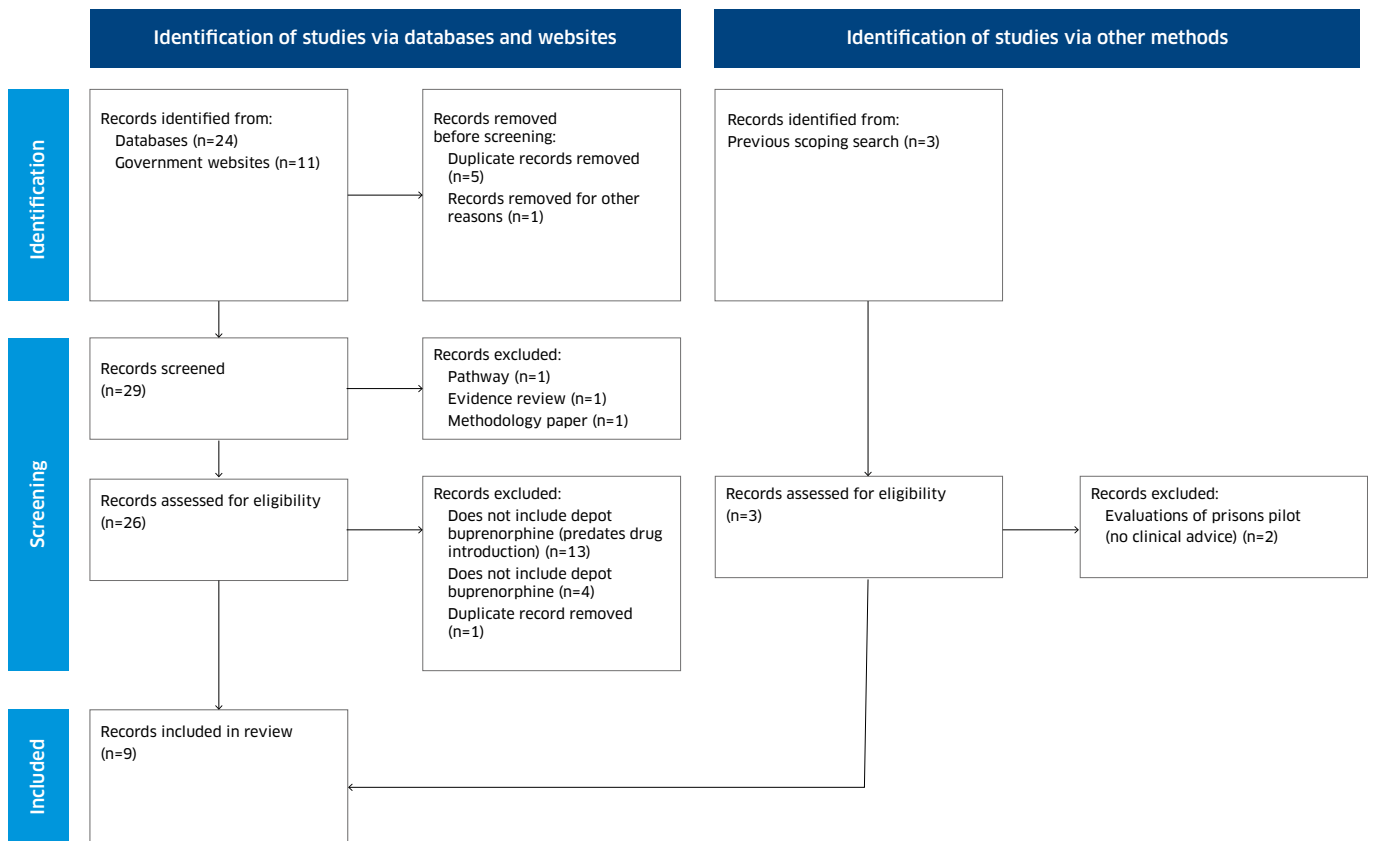 Identification of studies via databases and websites
Identification of studies via other methods
Identification
Records identified from:
Databases (n=24)
Government websites (n=11)
Records removed
before screening:
Duplicate records removed
(n=5)
Records removed for other
reasons (n=1)
Records identified from:
Previous scoping search (n=3)
Screening
Records screened
(n=29)
Records excluded:
Pathway (n=1)
Evidence review (n=1)
Methodology paper (n=1)
Records assessed for eligibility
(n=26)
Records excluded:
Does not include depot
buprenorphine (predates drug
introduction) (n=13)
Does not include depot
buprenorphine (n=4)
Duplicate record removed
(n=1)
Records assessed for eligibility
(n=3)
Records excluded:
Evaluations of prisons pilot
(no clinical advice) (n=2)
Included
Records included in review
(n=9)